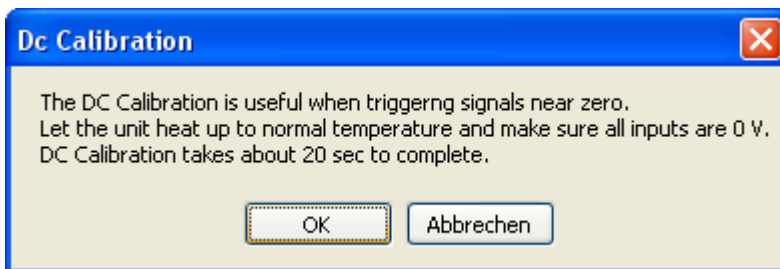 Dc Calibration
The DC Calibration is useful when triggerng signals near zero.
Let the unit heat up to normal temperature and make sure all inputs are 0 V.
DC Calibration takes about 20 sec to complete.
OK
Abbrechen